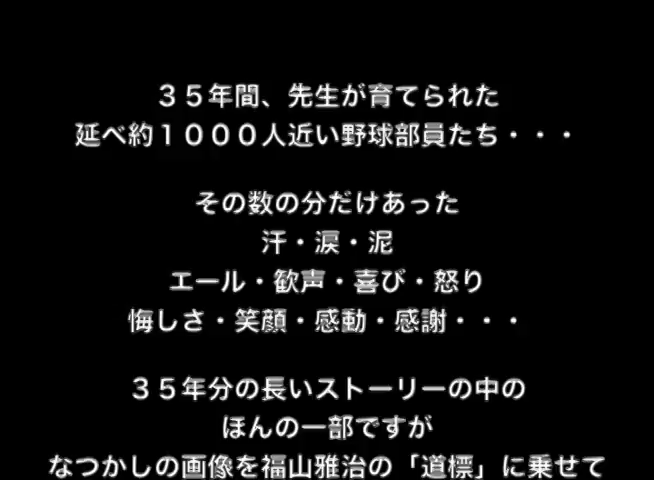 ３５年間、先生が育てられた
延べ約１０００人近い野球部員たち・・・
その数の分だけあった
汗・涙・泥
エール・歓声・喜び・怒り
悔しさ・笑顔・感動・感謝・・・
３５年分の長いストーリーの中の
ほんの一部ですが
なつかしの画像を福山雅治の「道標」に乗せて